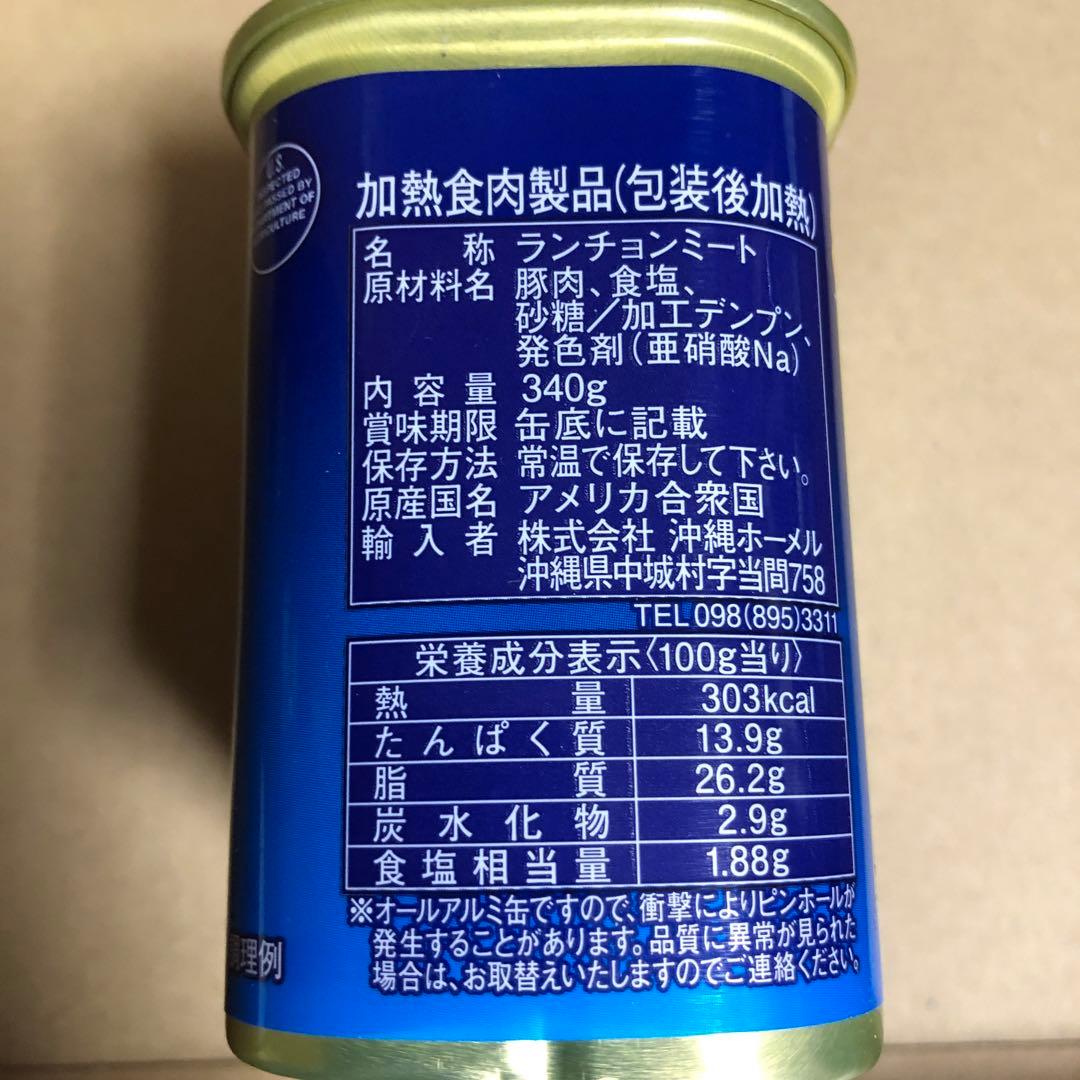 U.S.
PASSED BY
DEPARTMENT OF
加熱食肉製品(包装後加熱)
名称 ランチョンミート
原材料名 豚肉、食塩、
砂糖/加工デンプン、
発色剤(亜硝酸Na)
内容量 340g
賞味期限 缶底に記載
保存方法 常温で保存して下さい。
原産国名 アメリカ合衆国
輸入者 株式会社 沖縄ホーメル
沖縄県中城村字当間758
TEL 098(895)3311
栄養成分表示〈100g当り〉
熱量 303kcal
たんぱく質 13.9g
脂質 26.2g
炭水化物 2.9g
食塩相当量 1.88g
※オールアルミ缶ですので、衝撃によりピンホールが
発生することがあります。品質に異常が見られた
場合は、お取替えいたしますのでご連絡ください。
調理例